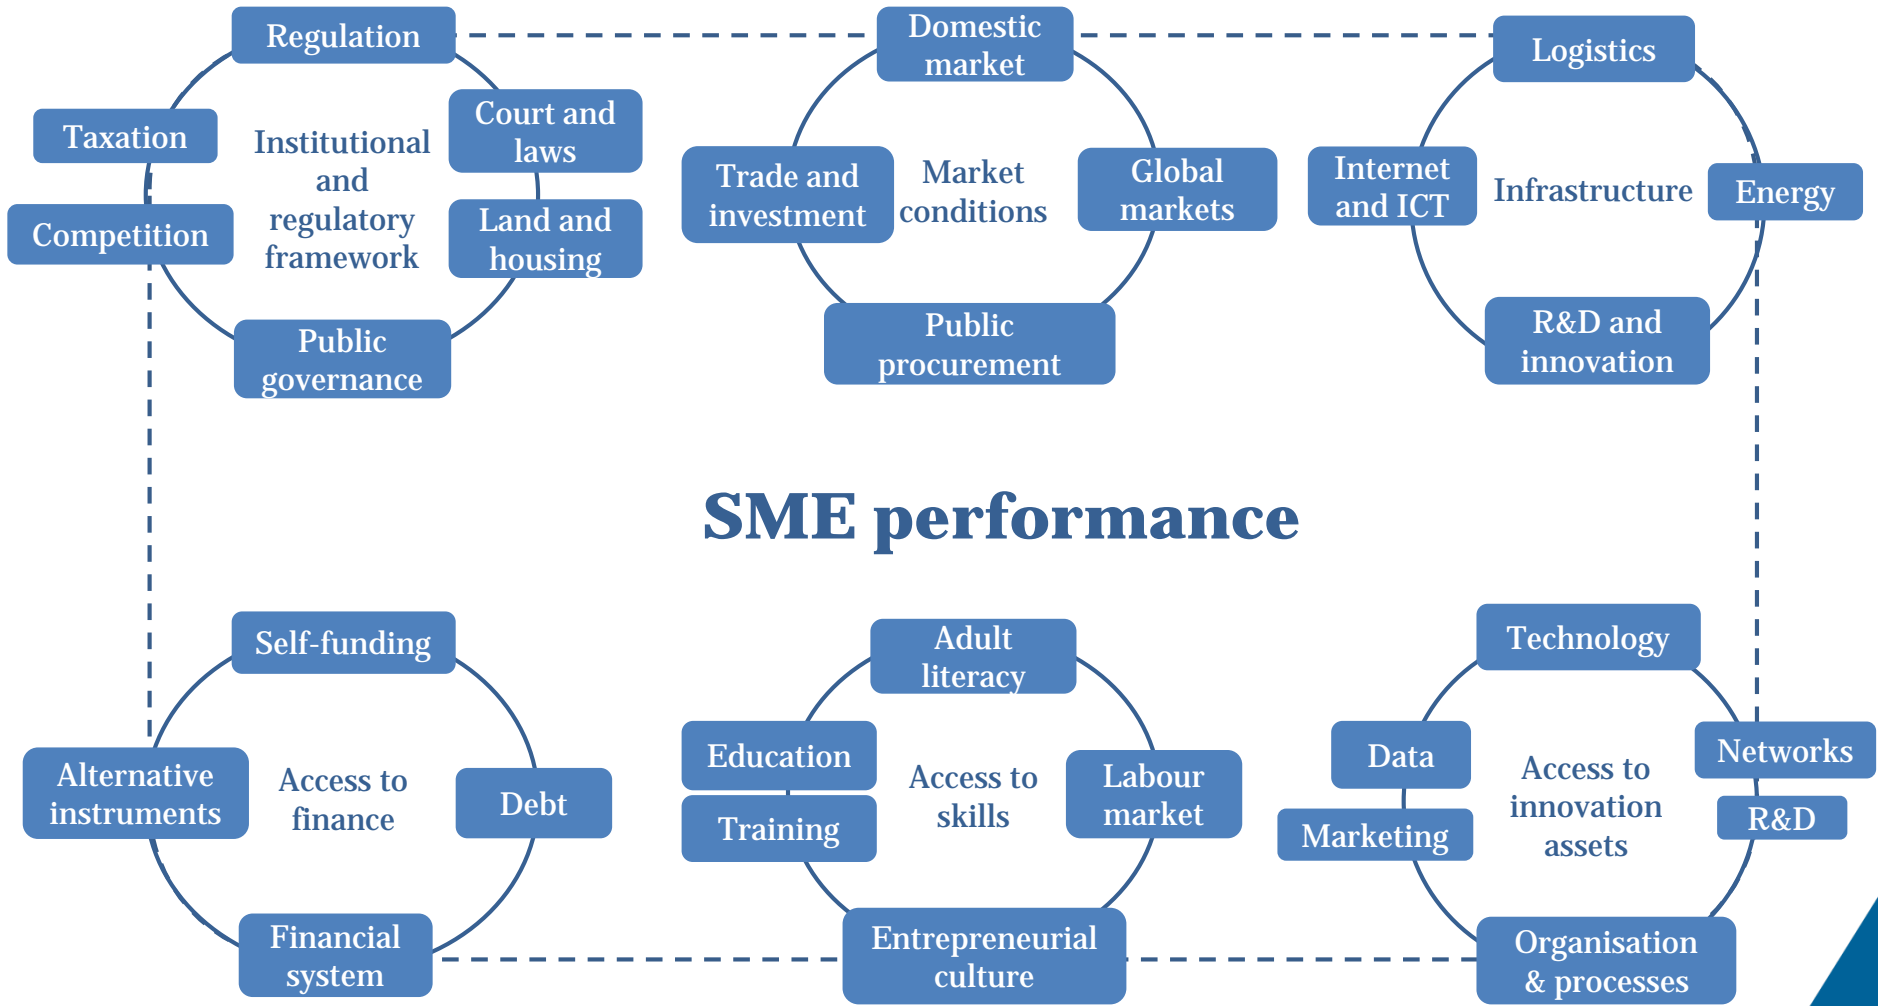 Regulation
Taxation
Court and
laws
Institutional
and
regulatory
framework
Competition
Land and
housing
Public
governance
Domestic
market
Trade and
investment
Market
conditions
Global
markets
Public
procurement
Logistics
Internet
and ICT
Infrastructure
Energy
R&D and
innovation
SME performance
Self-funding
Alternative
instruments
Access to
finance
Debt
Financial
system
Adult
literacy
Education
Training
Access to
skills
Labour
market
Entrepreneurial
culture
Technology
Data
Networks
Access to
innovation
assets
Marketing
R&D
Organisation
& processes